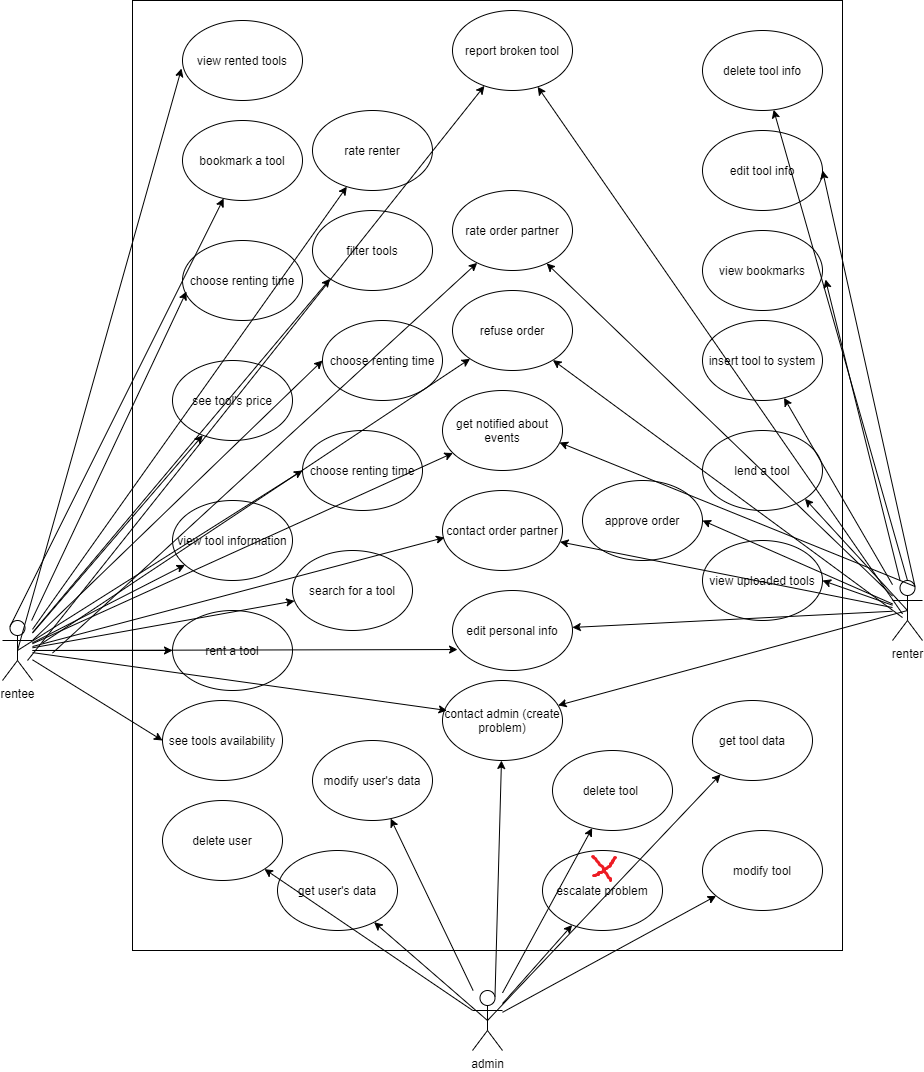 view rented tools
report broken tool
delete tool info
bookmark a tool
rate renter
edit tool info
rate order partner
filter tools
view bookmarks
choose renting time
refuse order
choose renting time
insert tool to system
see tool's price
get notified about
events
choose renting time
lend a tool
approve order
contact order partner
view tool information
view uploaded tools
search for a tool
edit personal info
rent a tool
renter
rentee
contact admin (create
problem)
see tools availability
get tool data
modify user's data
delete tool
delete user
modify tool
get user's data
escalate problem
admin